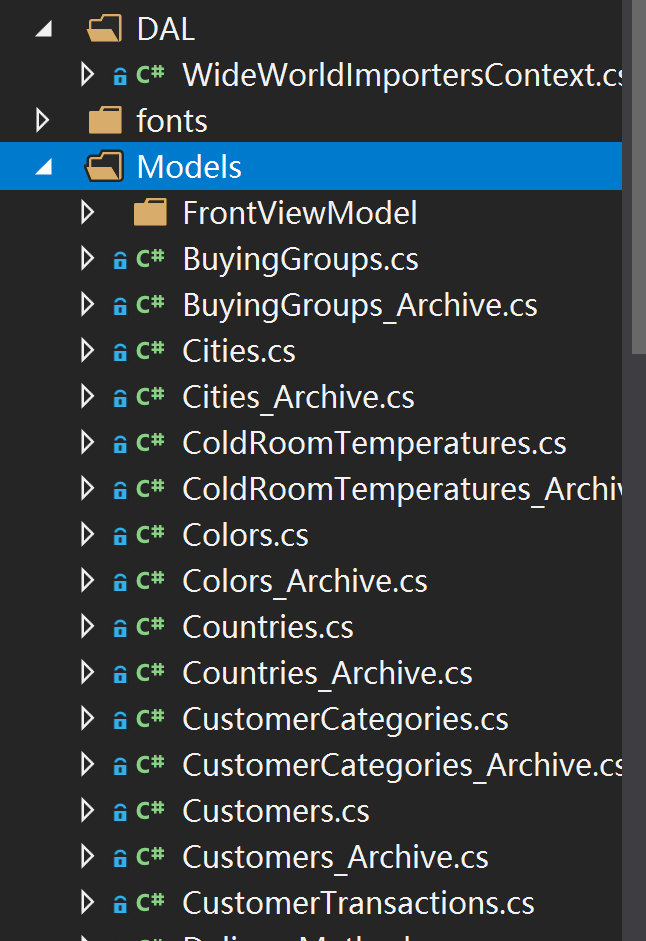 DAL
C# WideWorldImportersContext.cs
fonts
Models
FrontViewModel
C# BuyingGroups.cs
C# BuyingGroups_Archive.cs
C# Cities.cs
C# Cities_Archive.cs
C# ColdRoomTemperatures.cs
C# ColdRoomTemperatures_Archiv
C# Colors.cs
C# Colors_Archive.cs
C# Countries.cs
C# Countries_Archive.cs
C# CustomerCategories.cs
C# CustomerCategories_Archive.cs
C# Customers.cs
C# Customers_Archive.cs
C# CustomerTransactions.cs